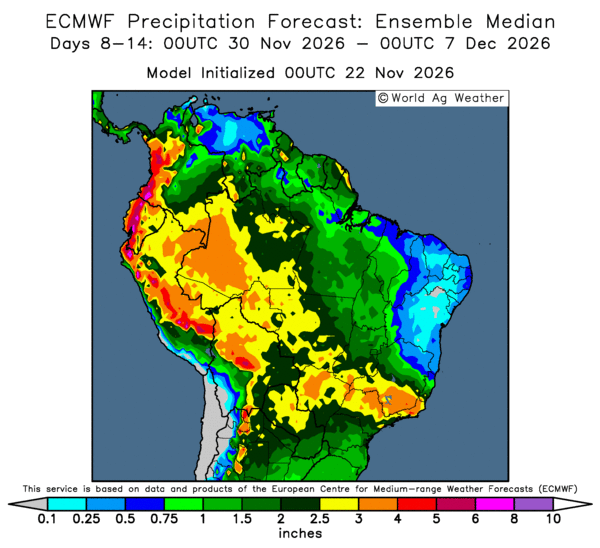 ECMWF Precipitation Forecast: Ensemble Median
Days 8-14: 00UTC 30 Nov 2026 - 00UTC 7 Dec 2026
Model Initialized 00UTC 22 Nov 2026
© World Ag Weather
This service is based on data and products of the European Centre for Medium-range Weather Forecasts (ECMWF)
0.1 0.25 0.5 0.75 1 1.5 2 2.5 3 4 5 6 8 10
inches